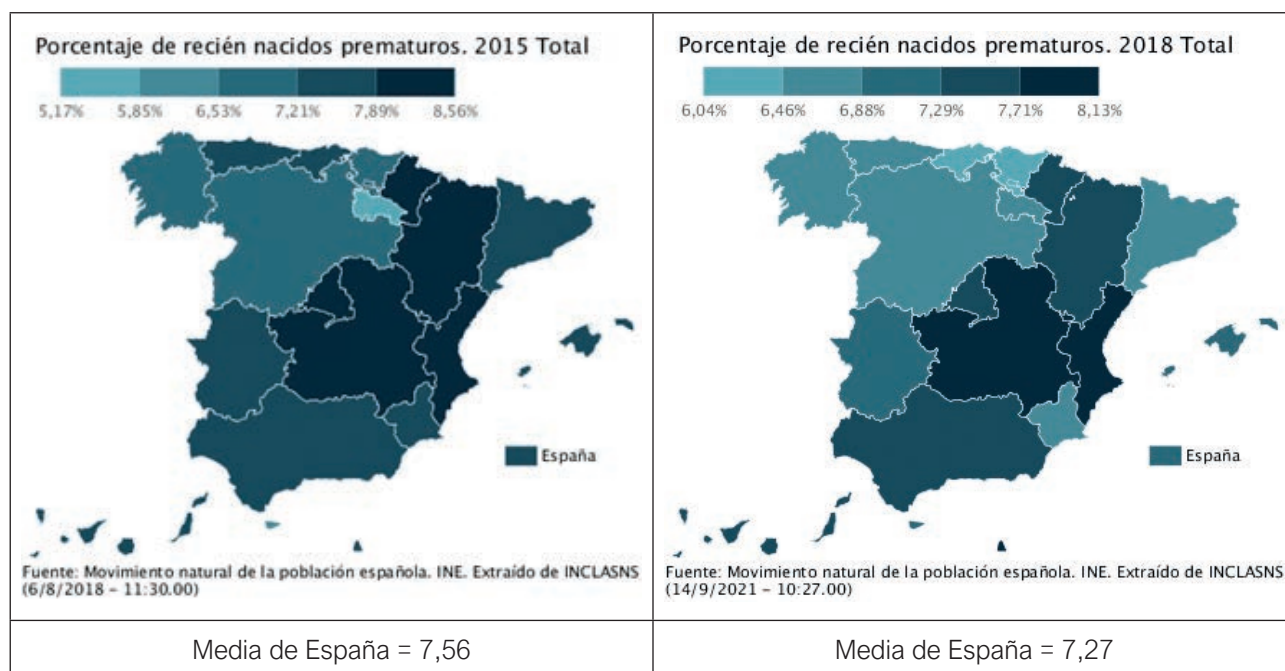 Porcentaje de recién nacidos prematuros. 2015 Total
5,17% 5,85% 6,53% 7,21% 7,89% 8,56%
España
Fuente: Movimiento natural de la población española. INE. Extraído de INCLASNS
(6/8/2018 - 11:30.00)
Media de España = 7,56
Porcentaje de recién nacidos prematuros. 2018 Total
6,04% 6,46% 6,88% 7,29% 7,71% 8,13%
España
Fuente: Movimiento natural de la población española. INE. Extraído de INCLASNS
(14/9/2021 - 10:27.00)
Media de España = 7,27